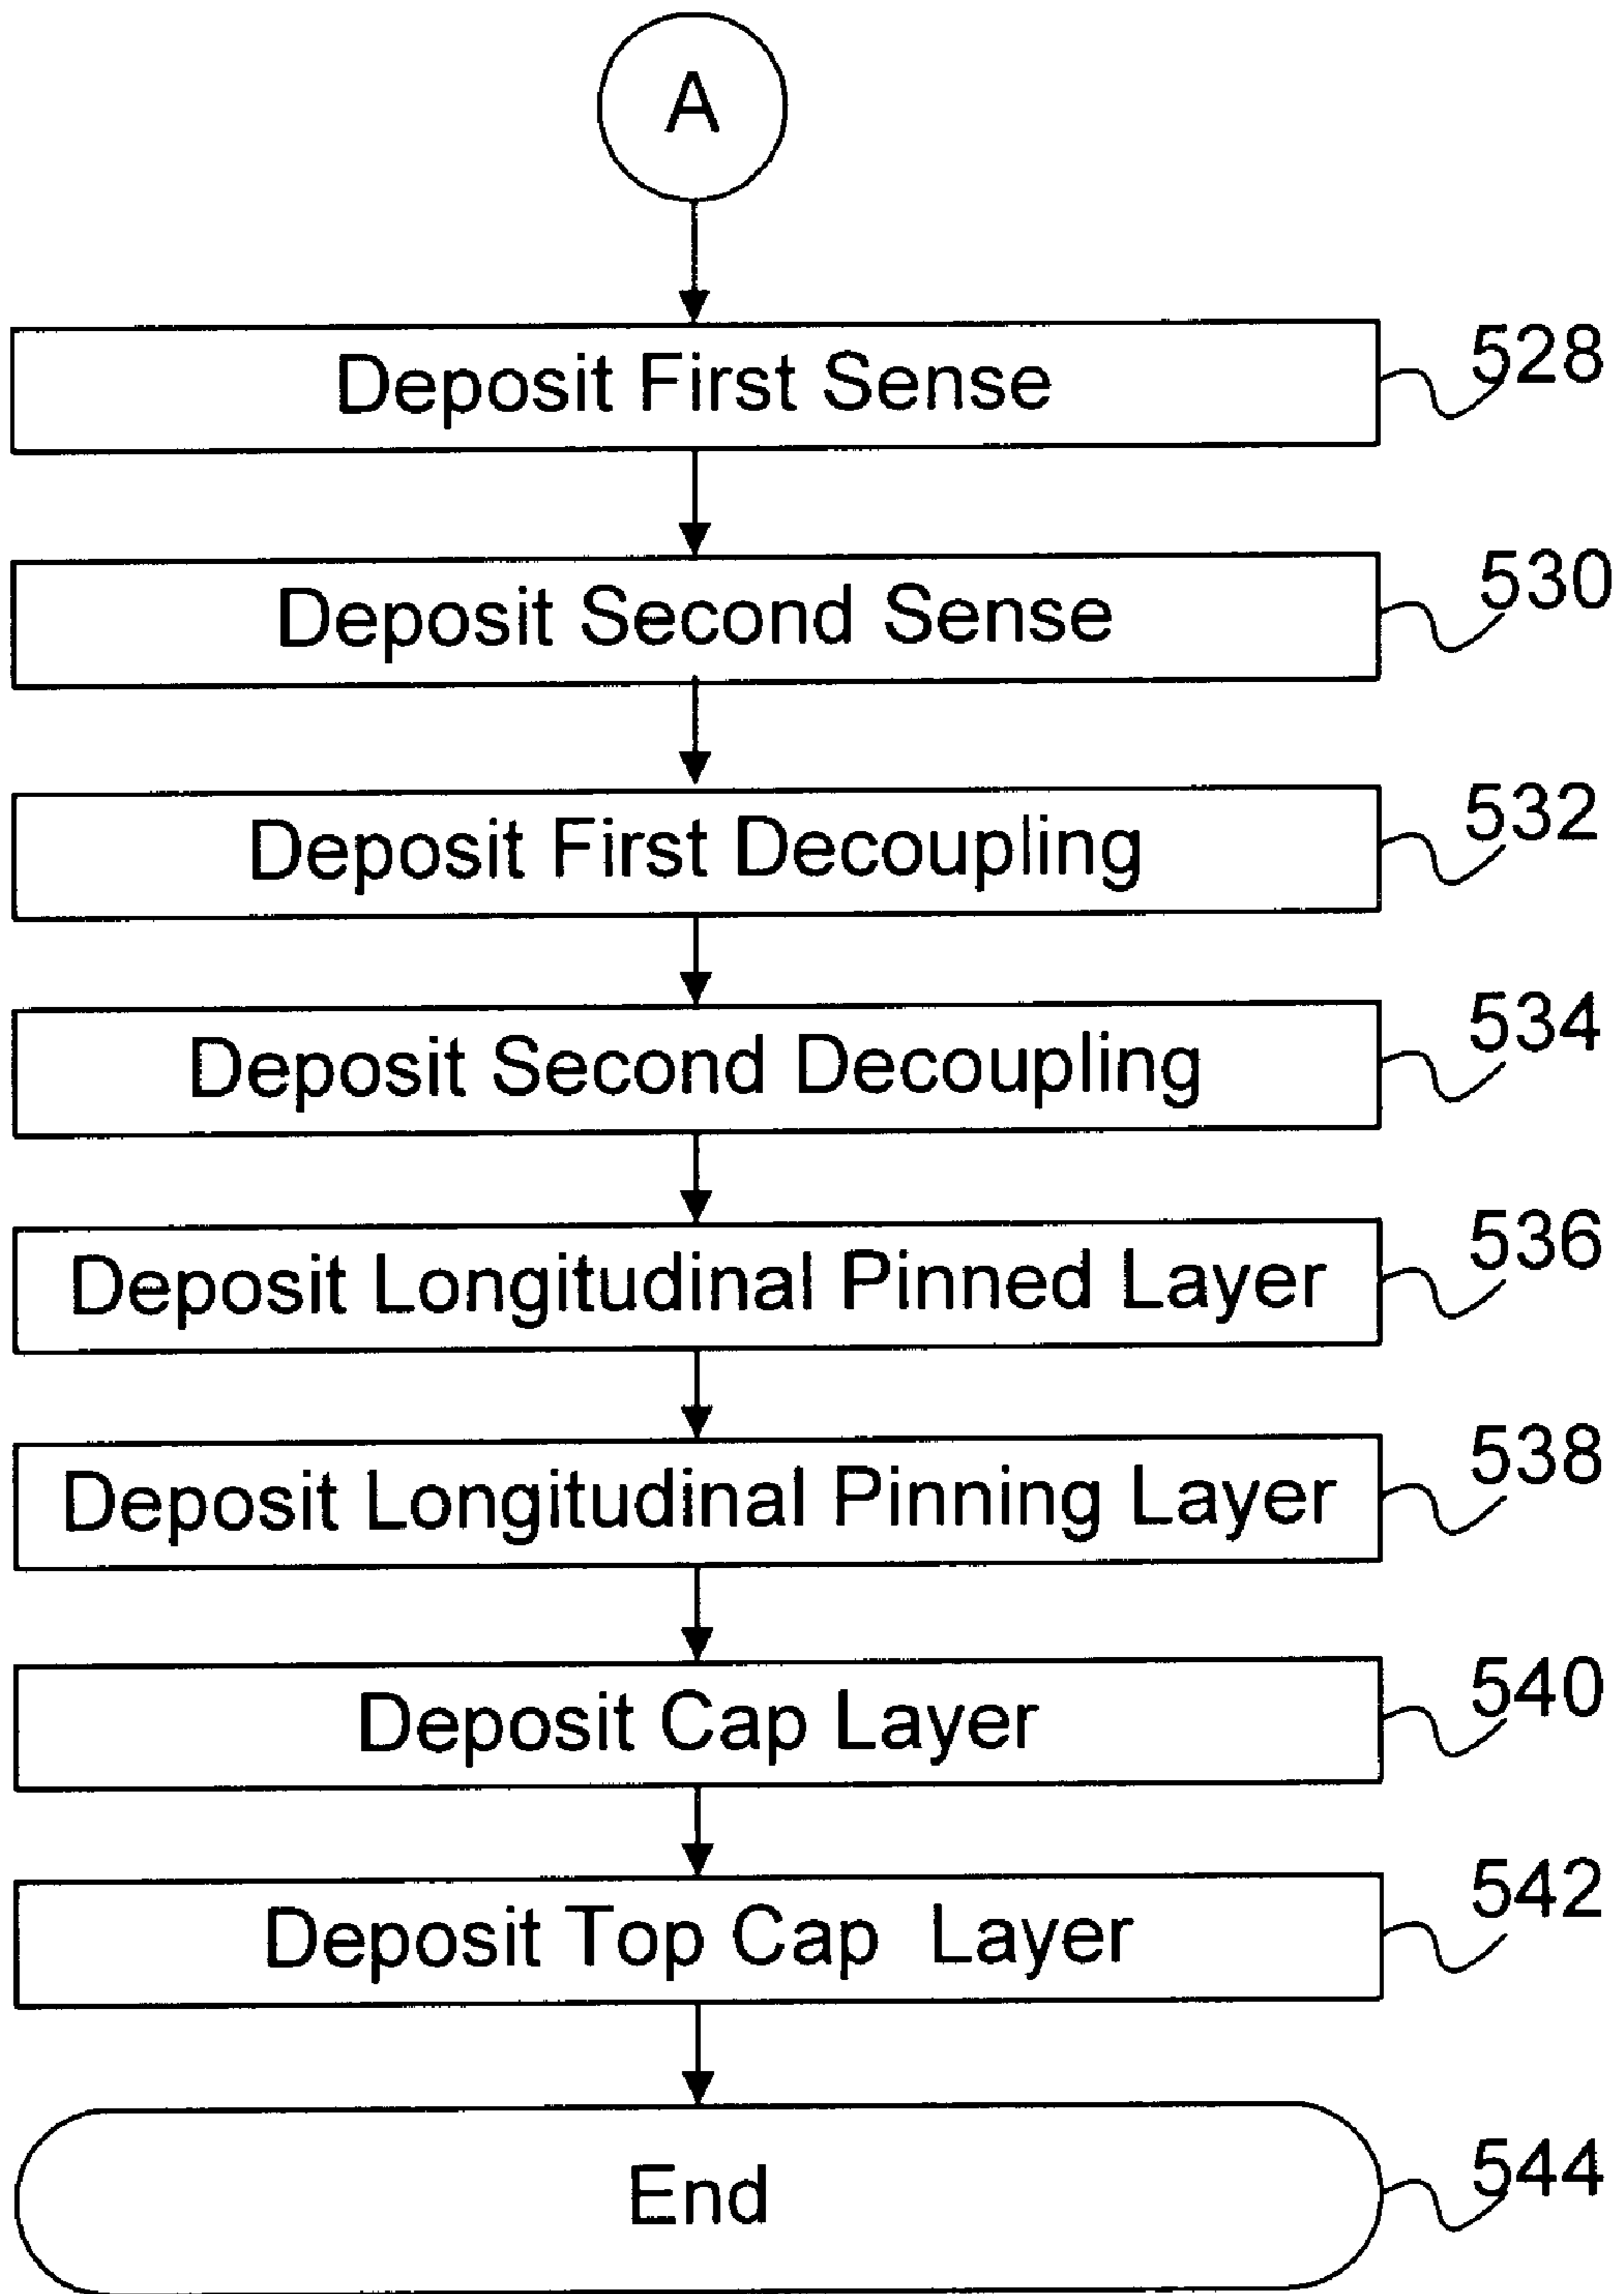 A
Deposit First Sense
528
Deposit Second Sense
530
Deposit First Decoupling
532
Deposit Second Decoupling
534
Deposit Longitudinal Pinned Layer
536
Deposit Longitudinal Pinning Layer
538
Deposit Cap Layer
540
Deposit Top Cap Layer
542
End
544